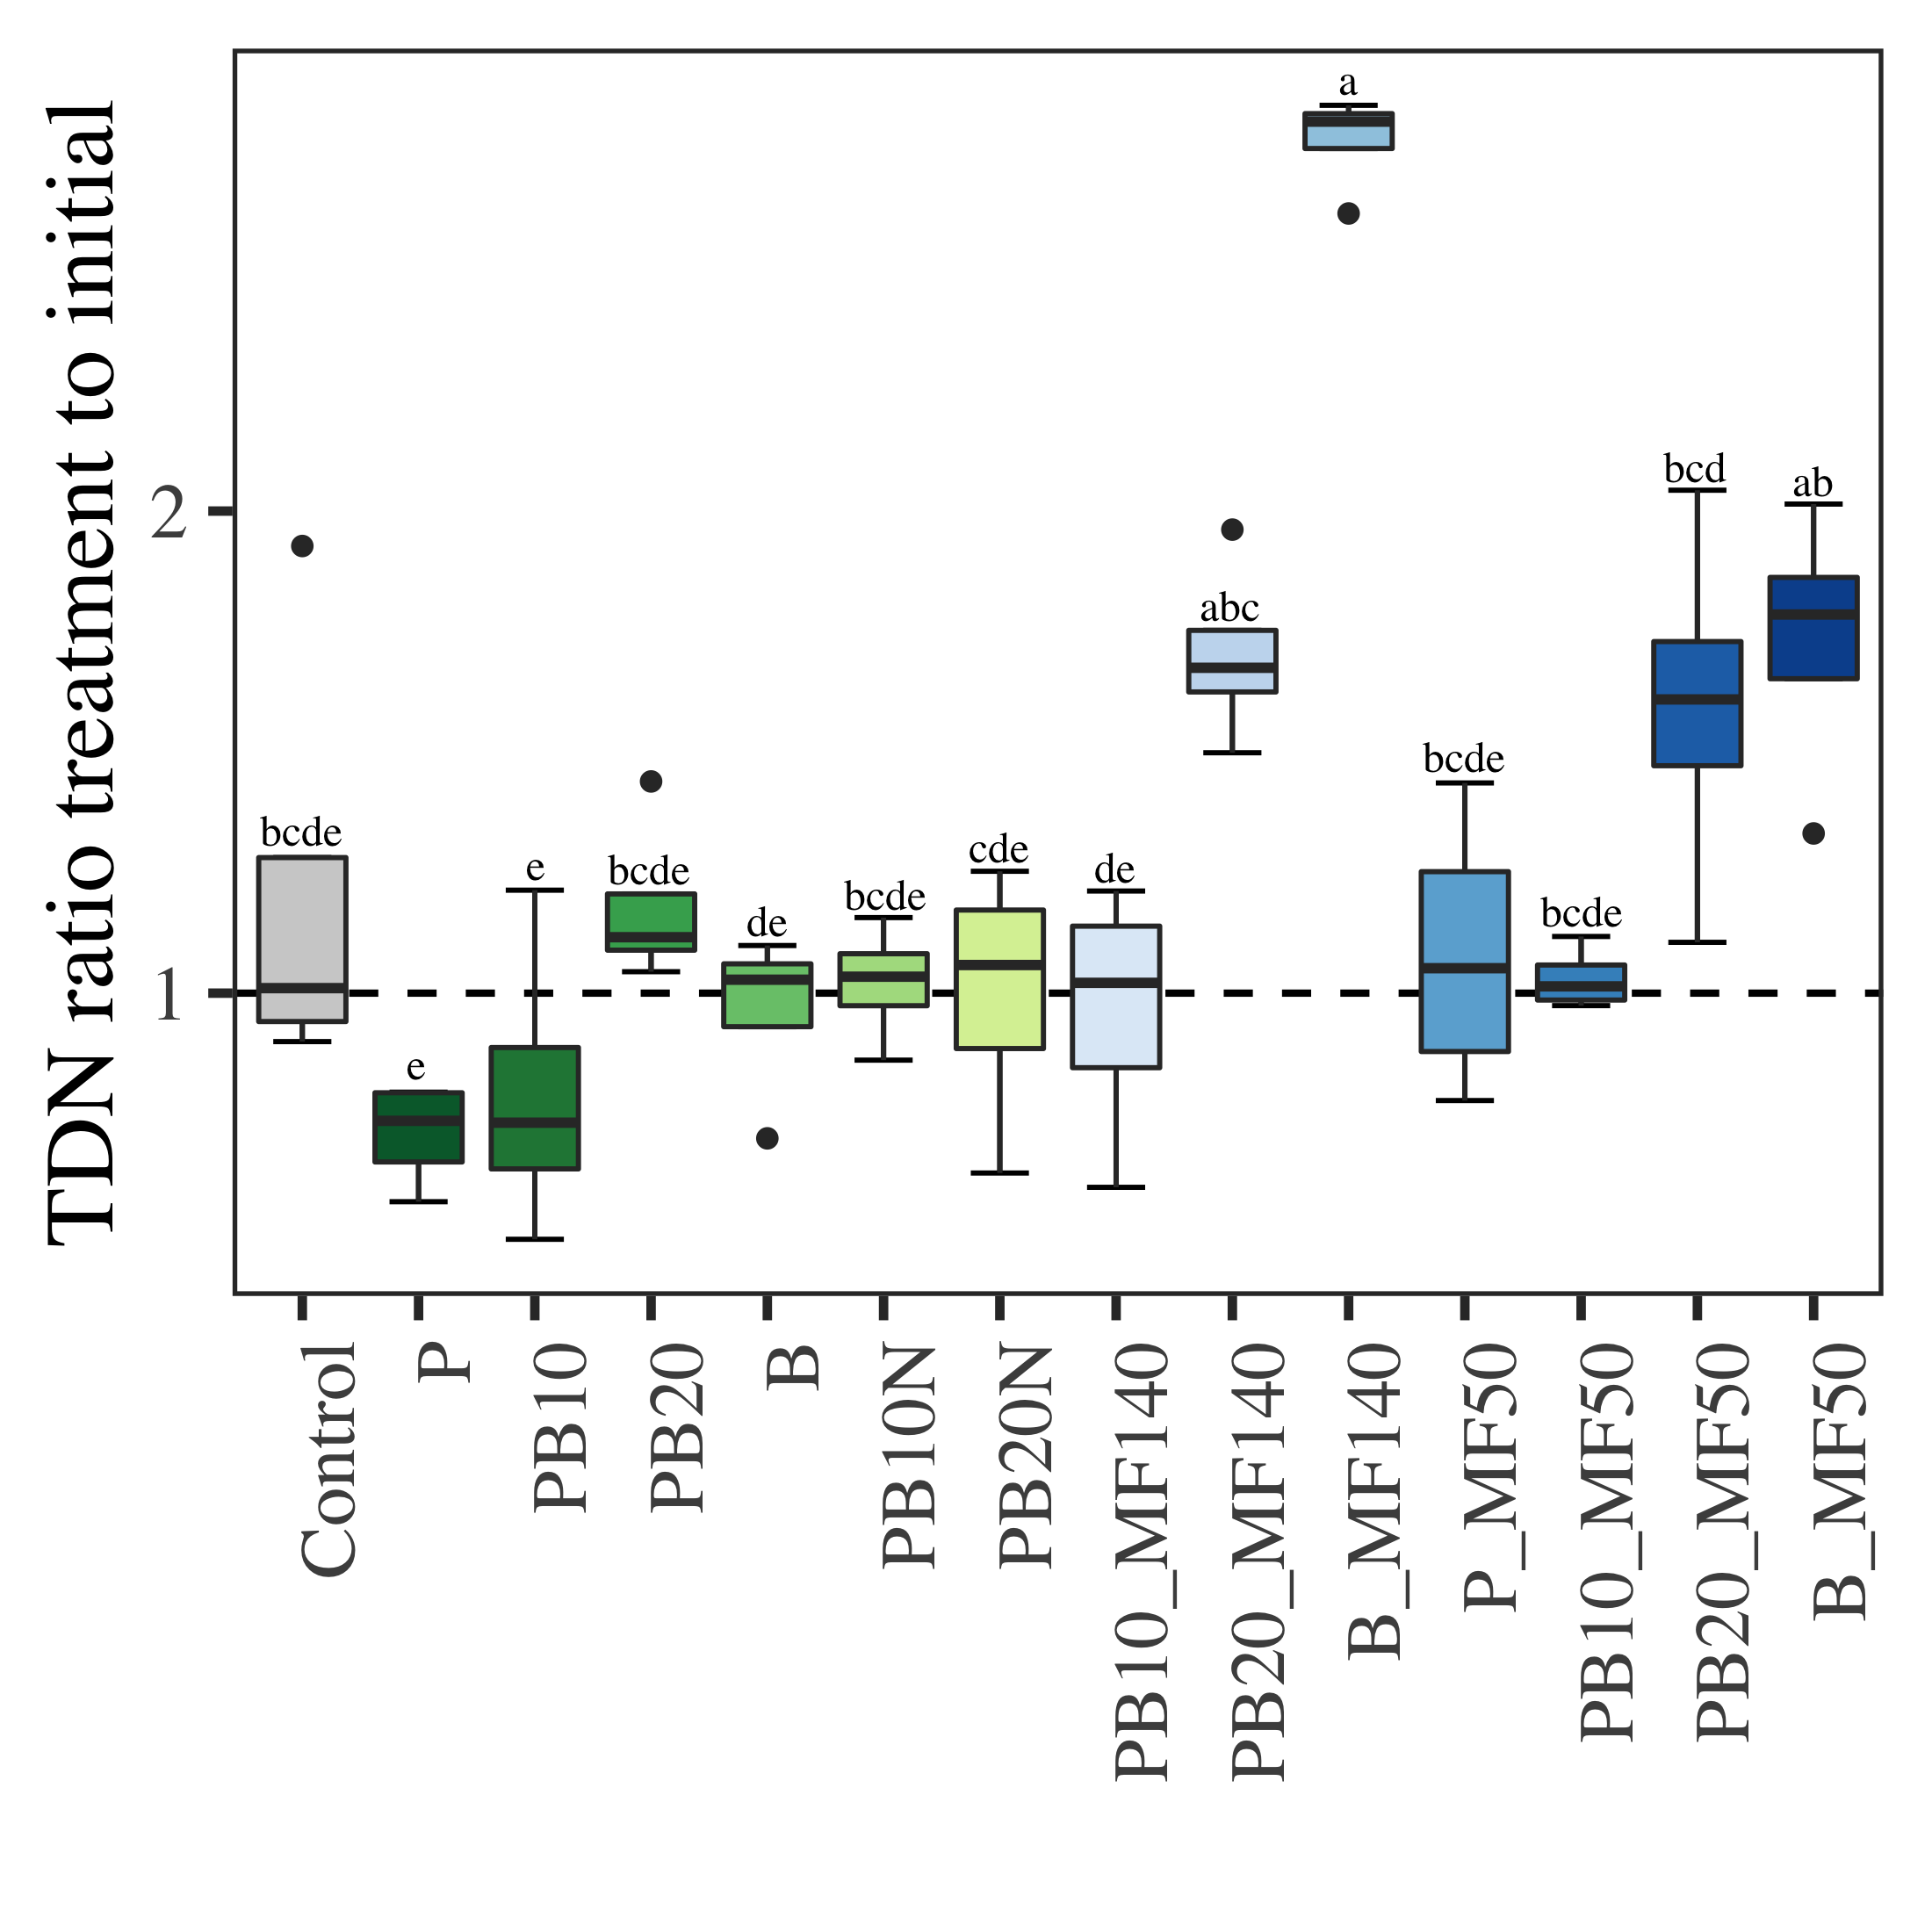 TDN ratio treatment to initial
2
1
a
bcd
ab
abc
bcde
bcde
e
bcde
cde
de
bcde
de
bcde
e
Control
P
PB10
PB20
B
PB10N
PB20N
PB10_MF140
PB20_MF140
B_MF140
P_MF50
PB10_MF50
PB20_MF50
B_MF50